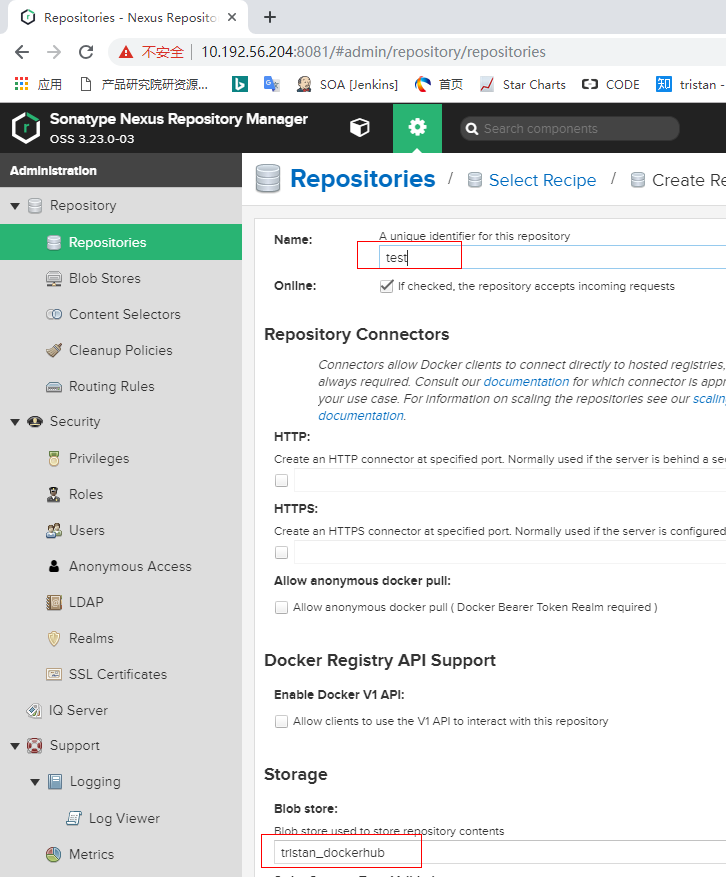 Repositories - Nexus Reposito
不安全 10.192.56.204:8081/#admin/repository/repositories
应用 产品研究院研资源... SOA [Jenkins] 首页 Star Charts CODE 知 tristan -
Sonatype Nexus Repository Manager
OSS 3.23.0-03
Search components
Administration
Repositories / Select Recipe / Create Re
Repository
Repositories
Blob Stores
Content Selectors
Cleanup Policies
Routing Rules
Security
Privileges
Roles
Users
Anonymous Access
LDAP
Realms
SSL Certificates
IQ Server
Support
Logging
Log Viewer
Metrics
Name:
A unique identifier for this repository
test
Online:
If checked, the repository accepts incoming requests
Repository Connectors
Connectors allow Docker clients to connect directly to hosted registries,
always required. Consult our documentation for which connector is appr
your use case. For information on scaling the repositories see our scaling
documentation.
HTTP:
Create an HTTP connector at specified port. Normally used if the server is behind a sec
HTTPS:
Create an HTTPS connector at specified port. Normally used if the server is configured
Allow anonymous docker pull:
Allow anonymous docker pull ( Docker Bearer Token Realm required )
Docker Registry API Support
Enable Docker V1 API:
Allow clients to use the V1 API to interact with this repository
Storage
Blob store:
Blob store used to store repository contents
tristan_dockerhub